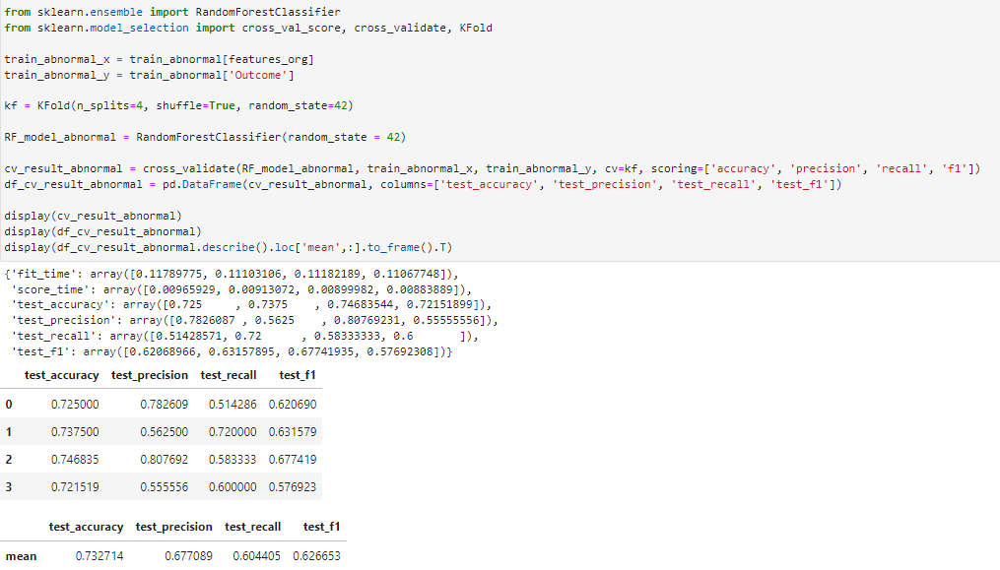 from sklearn.ensemble import RandomForestClassifier
from sklearn.model_selection import cross_val_score, cross_validate, KFold
train_abnormal_x = train_abnormal[features_org]
train_abnormal_y = train_abnormal['Outcome']
kf = KFold(n_splits=4, shuffle=True, random_state=42)
RF_model_abnormal = RandomForestClassifier(random_state = 42)
cv_result_abnormal = cross_validate(RF_model_abnormal, train_abnormal_x, train_abnormal_y, cv=kf, scoring=['accuracy', 'precision', 'recall', 'f1'])
df_cv_result_abnormal = pd.DataFrame(cv_result_abnormal, columns=['test_accuracy', 'test_precision', 'test_recall', 'test_f1'])
display(cv_result_abnormal)
display(df_cv_result_abnormal)
display(df_cv_result_abnormal.describe().loc['mean',:].to_frame().T)
{'fit_time': array([0.11789775, 0.11103106, 0.11182189, 0.11067748]),
 'score_time': array([0.00965929, 0.00913072, 0.00899982, 0.00883889]),
 'test_accuracy': array([0.725     , 0.7375    , 0.74683544, 0.72151899]),
 'test_precision': array([0.7826087 , 0.5625    , 0.80769231, 0.55555556]),
 'test_recall': array([0.51428571, 0.72      , 0.58333333, 0.6       ]),
 'test_f1': array([0.62068966, 0.63157895, 0.67741935, 0.57692308])}
test_accuracy test_precision test_recall test_f1
0 0.725000 0.782609 0.514286 0.620690
1 0.737500 0.562500 0.720000 0.631579
2 0.746835 0.807692 0.583333 0.677419
3 0.721519 0.555556 0.600000 0.576923
test_accuracy test_precision test_recall test_f1
mean 0.732714 0.677089 0.604405 0.626653